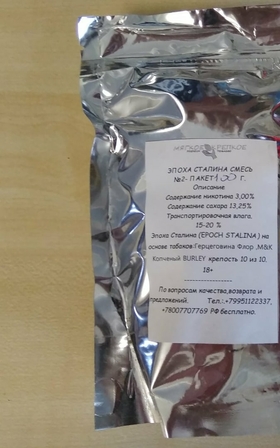 ЭПОХА СТАЛИНА СМЕСЬ
№2- ПАКЕТ 100 г.
Описание
Содержание никотина 3,00%
Содержание сахара 13,25%
Транспортировочная влага,
15-20 %
Эпоха Сталина (EPOCH STALINA ) на
основе табаков Герцеговина Флор ,М&К
Копченый BURLEY крепость 10 из 10,
18+
-------------
По вопросам качества,возврата и
предложений. Тел.:+79951122337,
+78007707769 РФ бесплатно.